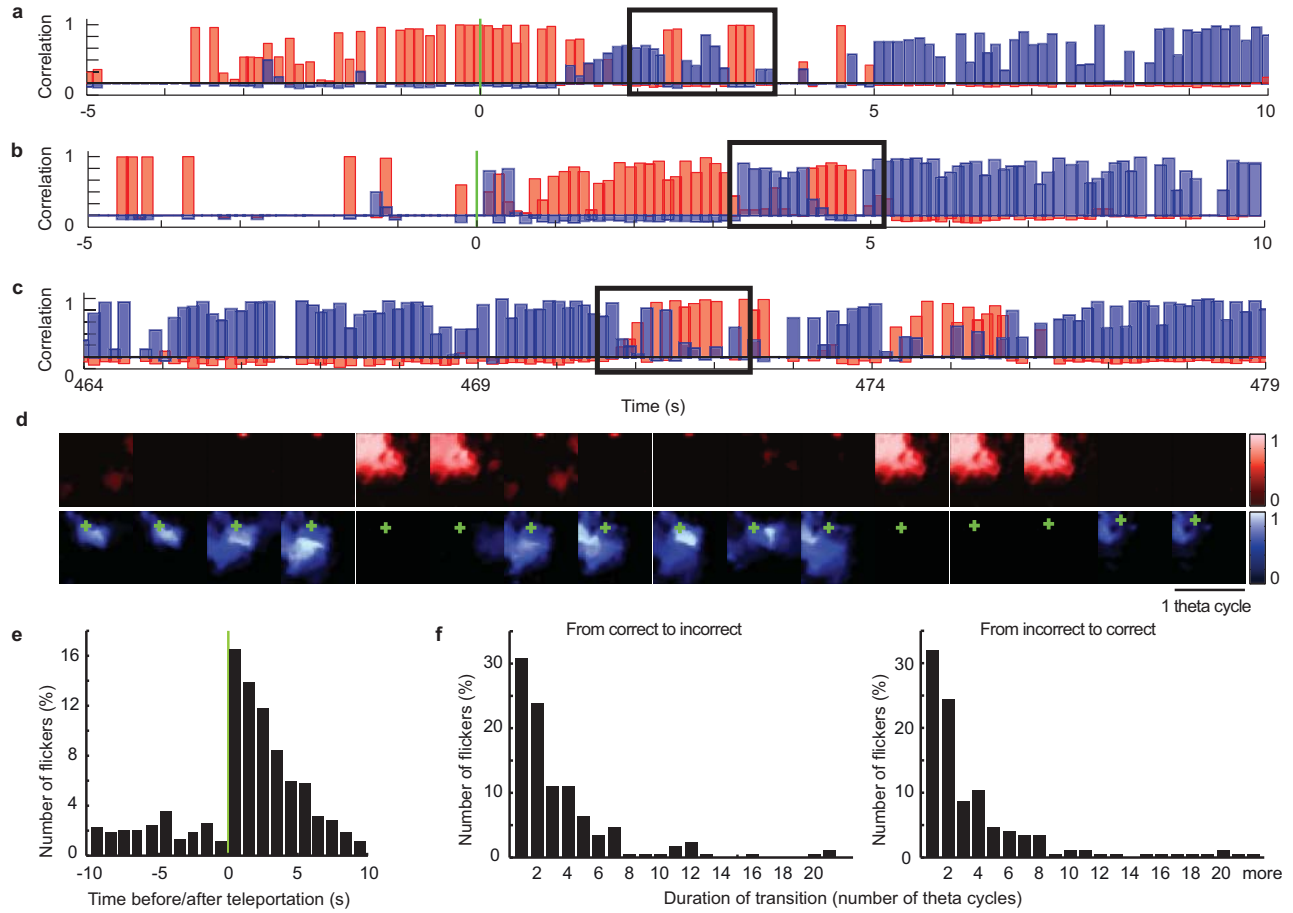 a
Correlation
1
0
-5
0
5
10
b
Correlation
1
0
-5
0
5
10
c
Correlation
1
0
464
469
474
479
Time (s)
d
1
0
1
0
1 theta cycle
e
Number of flickers (%)
16
12
8
4
0
-10
-5
0
5
10
Time before/after teleportation (s)
f
From correct to incorrect
Number of flickers (%)
30
20
10
0
2 4 6 8 10 12 14 16 20
From incorrect to correct
Number of flickers (%)
30
20
10
0
2 4 6 8 10 12 14 16 20 more
Duration of transition (number of theta cycles)